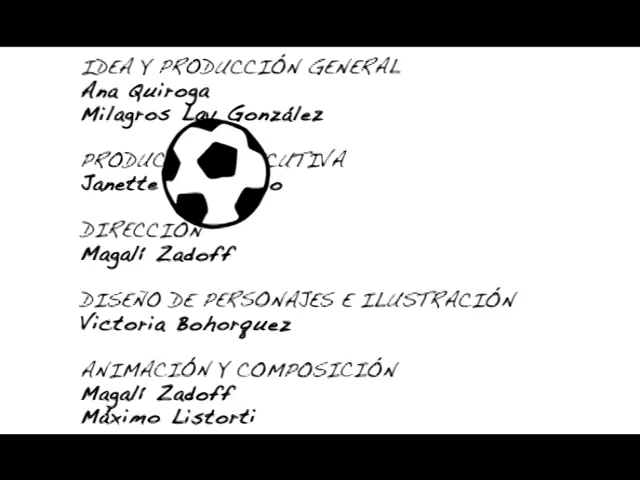 IDEA Y PRODUCCIÓN GENERAL
Ana Quiroga
Milagros Lay González
CUTIVA
Janette
DIRECCIÓN
Magalí Zadoff
DISEÑO DE PERSONAJES E ILUSTRACIÓN
Victoria Bohorquez
ANIMACIÓN Y COMPOSICIÓN
Magalí Zadoff
Máximo Listorti